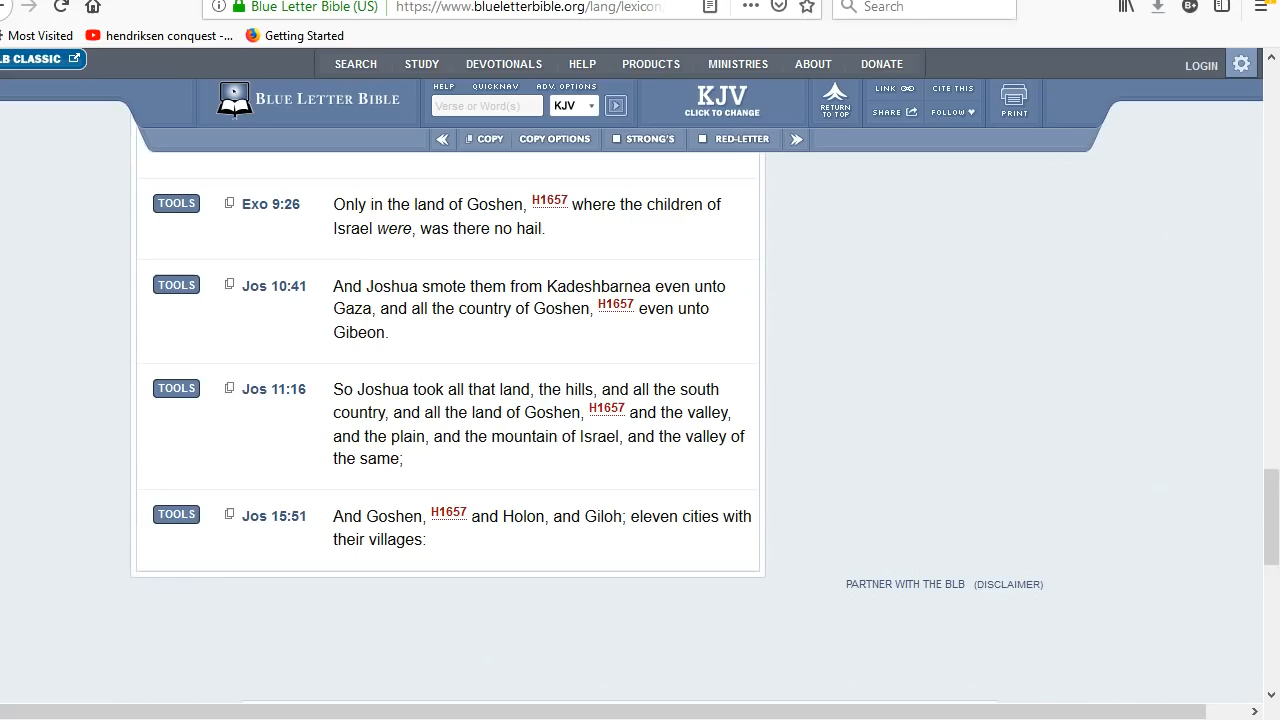 Blue Letter Bible (US)
https://www.blueletterbible.org/lang/lexicon
Search
Most Visited
hendriksen conquest -...
Getting Started
LB CLASSIC
SEARCH STUDY DEVOTIONALS HELP PRODUCTS MINISTRIES ABOUT DONATE
LOGIN
BLUE LETTER BIBLE
HELP QUICKNAV ADV. OPTIONS
Verse or Word(s) KJV
KJV
CLICK TO CHANGE
RETURN
TO TOP
LINK CITE THIS
SHARE FOLLOW
PRINT
COPY COPY OPTIONS STRONG'S RED-LETTER
TOOLS Exo 9:26 Only in the land of Goshen, H1657 where the children of
Israel were, was there no hail.
TOOLS Jos 10:41 And Joshua smote them from Kadeshbarnea even unto
Gaza, and all the country of Goshen, H1657 even unto
Gibeon.
TOOLS Jos 11:16 So Joshua took all that land, the hills, and all the south
country, and all the land of Goshen, H1657 and the valley,
and the plain, and the mountain of Israel, and the valley of
the same;
TOOLS Jos 15:51 And Goshen, H1657 and Holon, and Giloh; eleven cities with
their villages:
PARTNER WITH THE BLB (DISCLAIMER)